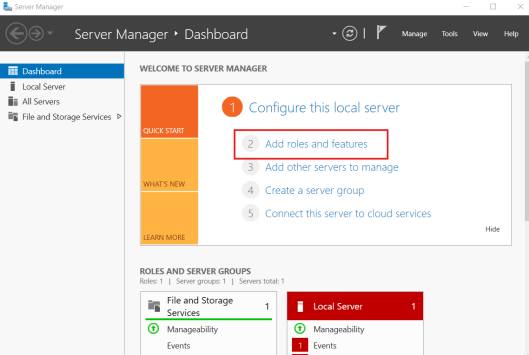 Server Manager
Server Manager • Dashboard
Manage Tools View Help
Dashboard
Local Server
All Servers
File and Storage Services
WELCOME TO SERVER MANAGER
QUICK START
WHAT'S NEW
LEARN MORE
1 Configure this local server
2 Add roles and features
3 Add other servers to manage
4 Create a server group
5 Connect this server to cloud services
Hide
ROLES AND SERVER GROUPS
Roles: 1 | Server groups: 1 | Servers total: 1
File and Storage Services 1
Manageability
Events
Local Server 1
Manageability
1 Events